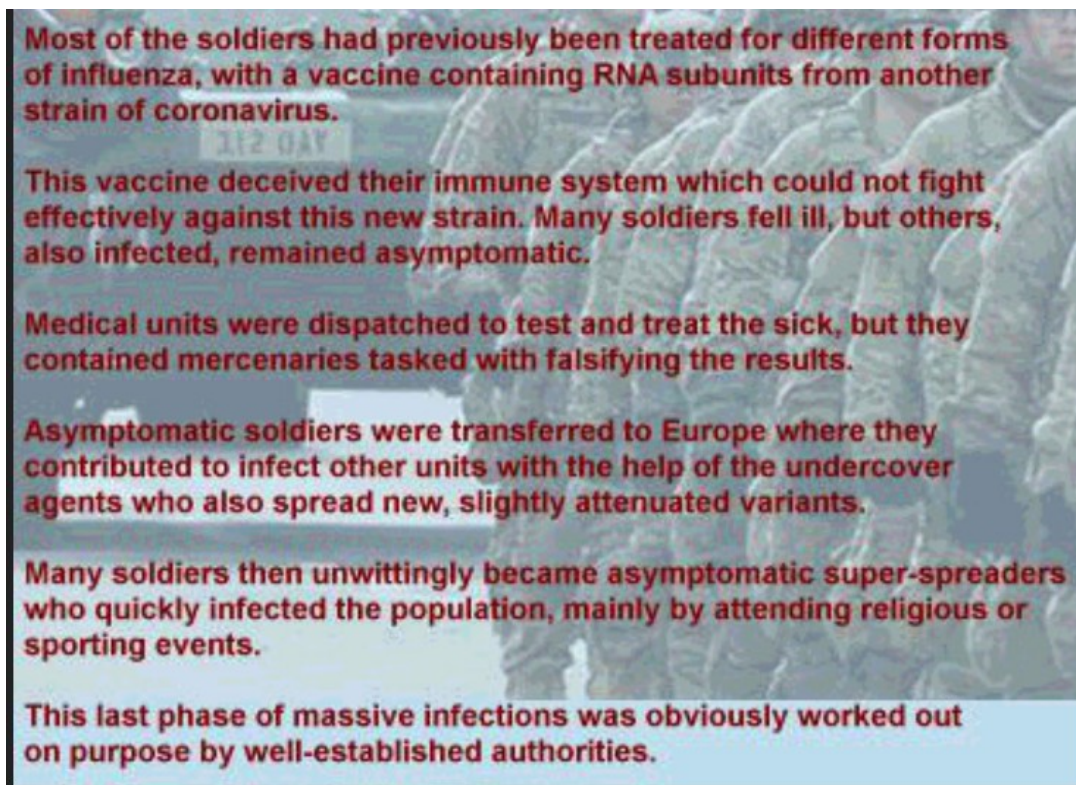 Most of the soldiers had previously been treated for different forms
of influenza, with a vaccine containing RNA subunits from another
strain of coronavirus.
This vaccine deceived their immune system which could not fight
effectively against this new strain. Many soldiers fell ill, but others,
also infected, remained asymptomatic.
Medical units were dispatched to test and treat the sick, but they
contained mercenaries tasked with falsifying the results.
Asymptomatic soldiers were transferred to Europe where they
contributed to infect other units with the help of the undercover
agents who also spread new, slightly attenuated variants.
Many soldiers then unwittingly became asymptomatic super-spreaders
who quickly infected the population, mainly by attending religious or
sporting events.
This last phase of massive infections was obviously worked out
on purpose by well-established authorities.